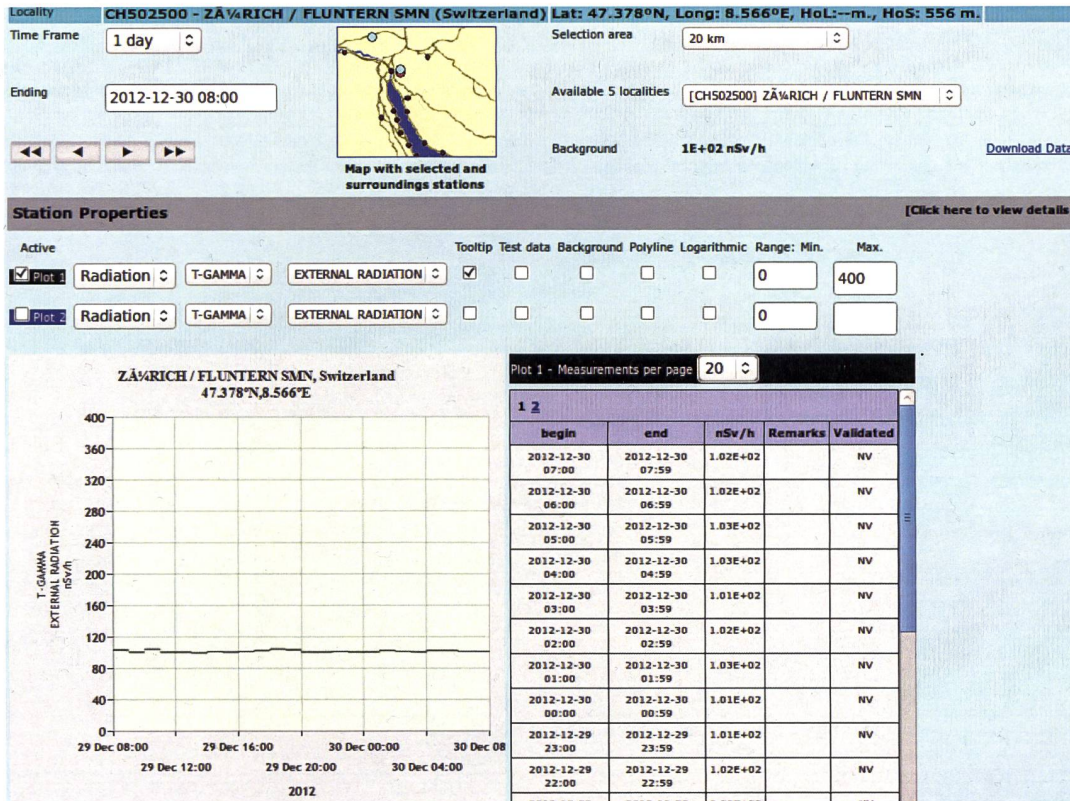 Locality CH502500 - ZÃ¼RICH / FLUNTERN SMN (Switzerland) Lat: 47.378ºN, Long: 8.566ºE, HoL:--m., HoS: 556 m.
Time Frame 1 day Selection area 20 km
Ending 2012-12-30 08:00 Available 5 localities [CH502500] ZÃ¼RICH / FLUNTERN SMN
Background 1E+02 nSv/h Download Data
Map with selected and
surroundings stations
Station Properties [Click here to view details
Active Tooltip Test data Background Polyline Logarithmic Range: Min. Max.
Plot 1 Radiation T-GAMMA EXTERNAL RADIATION 0 400
Plot 2 Radiation T-GAMMA EXTERNAL RADIATION 0
ZÃ¼RICH / FLUNTERN SMN, Switzerland
47.378ºN,8.566ºE
T-GAMMA
EXTERNAL RADIATION
nSv/h
400
360
320
280
240
200
160
120
80
40
0
29 Dec 08:00 29 Dec 16:00 30 Dec 00:00 30 Dec 08
29 Dec 12:00 29 Dec 20:00 30 Dec 04:00
2012
Plot 1 - Measurements per page 20
1 2
begin end nSv/h Remarks Validated
2012-12-30 07:00 2012-12-30 07:59 1.02E+02 NV
2012-12-30 06:00 2012-12-30 06:59 1.02E+02 NV
2012-12-30 05:00 2012-12-30 05:59 1.03E+02 NV
2012-12-30 04:00 2012-12-30 04:59 1.03E+02 NV
2012-12-30 03:00 2012-12-30 03:59 1.01E+02 NV
2012-12-30 02:00 2012-12-30 02:59 1.02E+02 NV
2012-12-30 01:00 2012-12-30 01:59 1.03E+02 NV
2012-12-30 00:00 2012-12-30 00:59 1.01E+02 NV
2012-12-29 23:00 2012-12-29 23:59 1.01E+02 NV
2012-12-29 22:00 2012-12-29 22:59 1.02E+02 NV